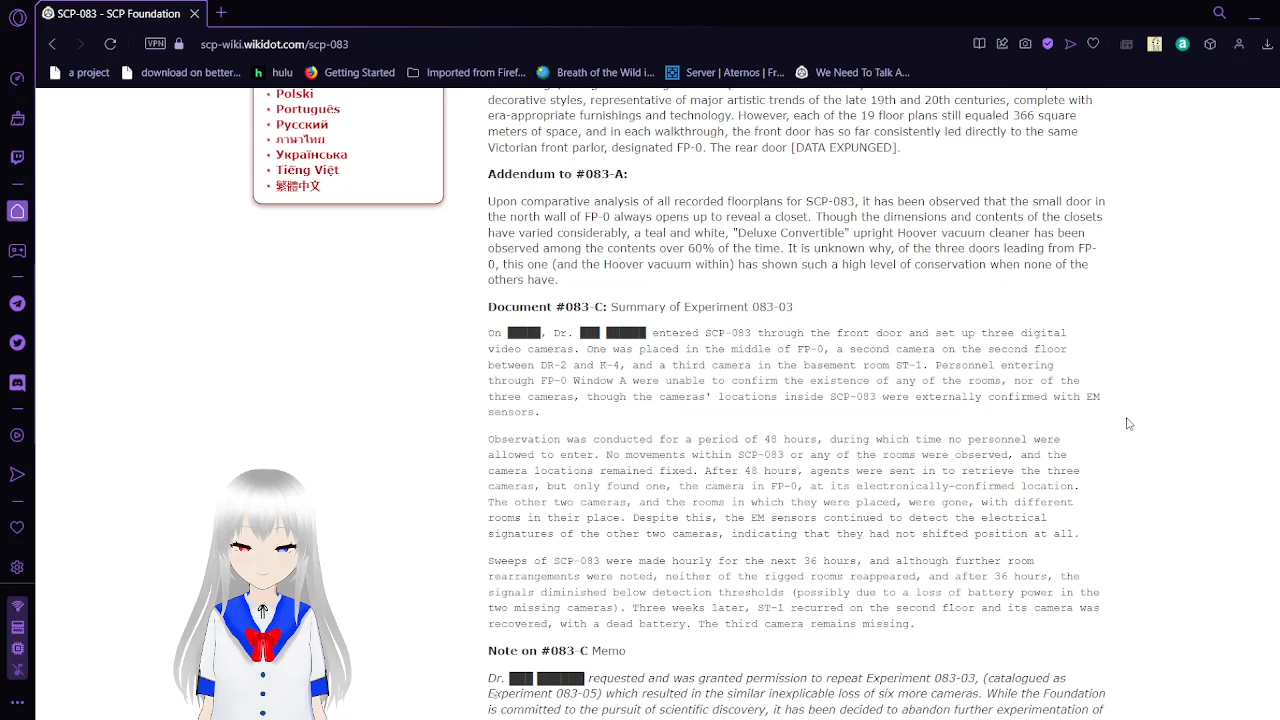 SCP-083 - SCP Foundation
VPN
scp-wiki.wikidot.com/scp-083
a project
download on better...
hulu
Getting Started
Imported from Firef...
Breath of the Wild i...
Server | Aternos | Fr...
We Need To Talk A...
Polski
Português
Русский
ภาษาไทย
Українська
Tiếng Việt
繁體中文
decorative styles, representative of major artistic trends of the late 19th and 20th centuries, complete with
era-appropriate furnishings and technology. However, each of the 19 floor plans still equaled 366 square
meters of space, and in each walkthrough, the front door has so far consistently led directly to the same
Victorian front parlor, designated FP-0. The rear door [DATA EXPUNGED].
Addendum to #083-A:
Upon comparative analysis of all recorded floorplans for SCP-083, it has been observed that the small door in
the north wall of FP-0 always opens up to reveal a closet. Though the dimensions and contents of the closets
have varied considerably, a teal and white, "Deluxe Convertible" upright Hoover vacuum cleaner has been
observed among the contents over 60% of the time. It is unknown why, of the three doors leading from FP-
0, this one (and the Hoover vacuum within) has shown such a high level of conservation when none of the
others have.
Document #083-C: Summary of Experiment 083-03
On █████, Dr. ███ ██████ entered SCP-083 through the front door and set up three digital
video cameras. One was placed in the middle of FP-0, a second camera on the second floor
between DR-2 and K-4, and a third camera in the basement room ST-1. Personnel entering
through FP-0 Window A were unable to confirm the existence of any of the rooms, nor of the
three cameras, though the cameras' locations inside SCP-083 were externally confirmed with EM
sensors.
Observation was conducted for a period of 48 hours, during which time no personnel were
allowed to enter. No movements within SCP-083 or any of the rooms were observed, and the
camera locations remained fixed. After 48 hours, agents were sent in to retrieve the three
cameras, but only found one, the camera in FP-0, at its electronically-confirmed location.
The other two cameras, and the rooms in which they were placed, were gone, with different
rooms in their place. Despite this, the EM sensors continued to detect the electrical
signatures of the other two cameras, indicating that they had not shifted position at all.
Sweeps of SCP-083 were made hourly for the next 36 hours, and although further room
rearrangements were noted, neither of the rigged rooms reappeared, and after 36 hours, the
signals diminished below detection thresholds (possibly due to a loss of battery power in the
two missing cameras). Three weeks later, ST-1 recurred on the second floor and its camera was
recovered, with a dead battery. The third camera remains missing.
Note on #083-C Memo
Dr. ███ ██████ requested and was granted permission to repeat Experiment 083-03, (catalogued as
Experiment 083-05) which resulted in the similar inexplicable loss of six more cameras. While the Foundation
is committed to the pursuit of scientific discovery, it has been decided to abandon further experimentation of